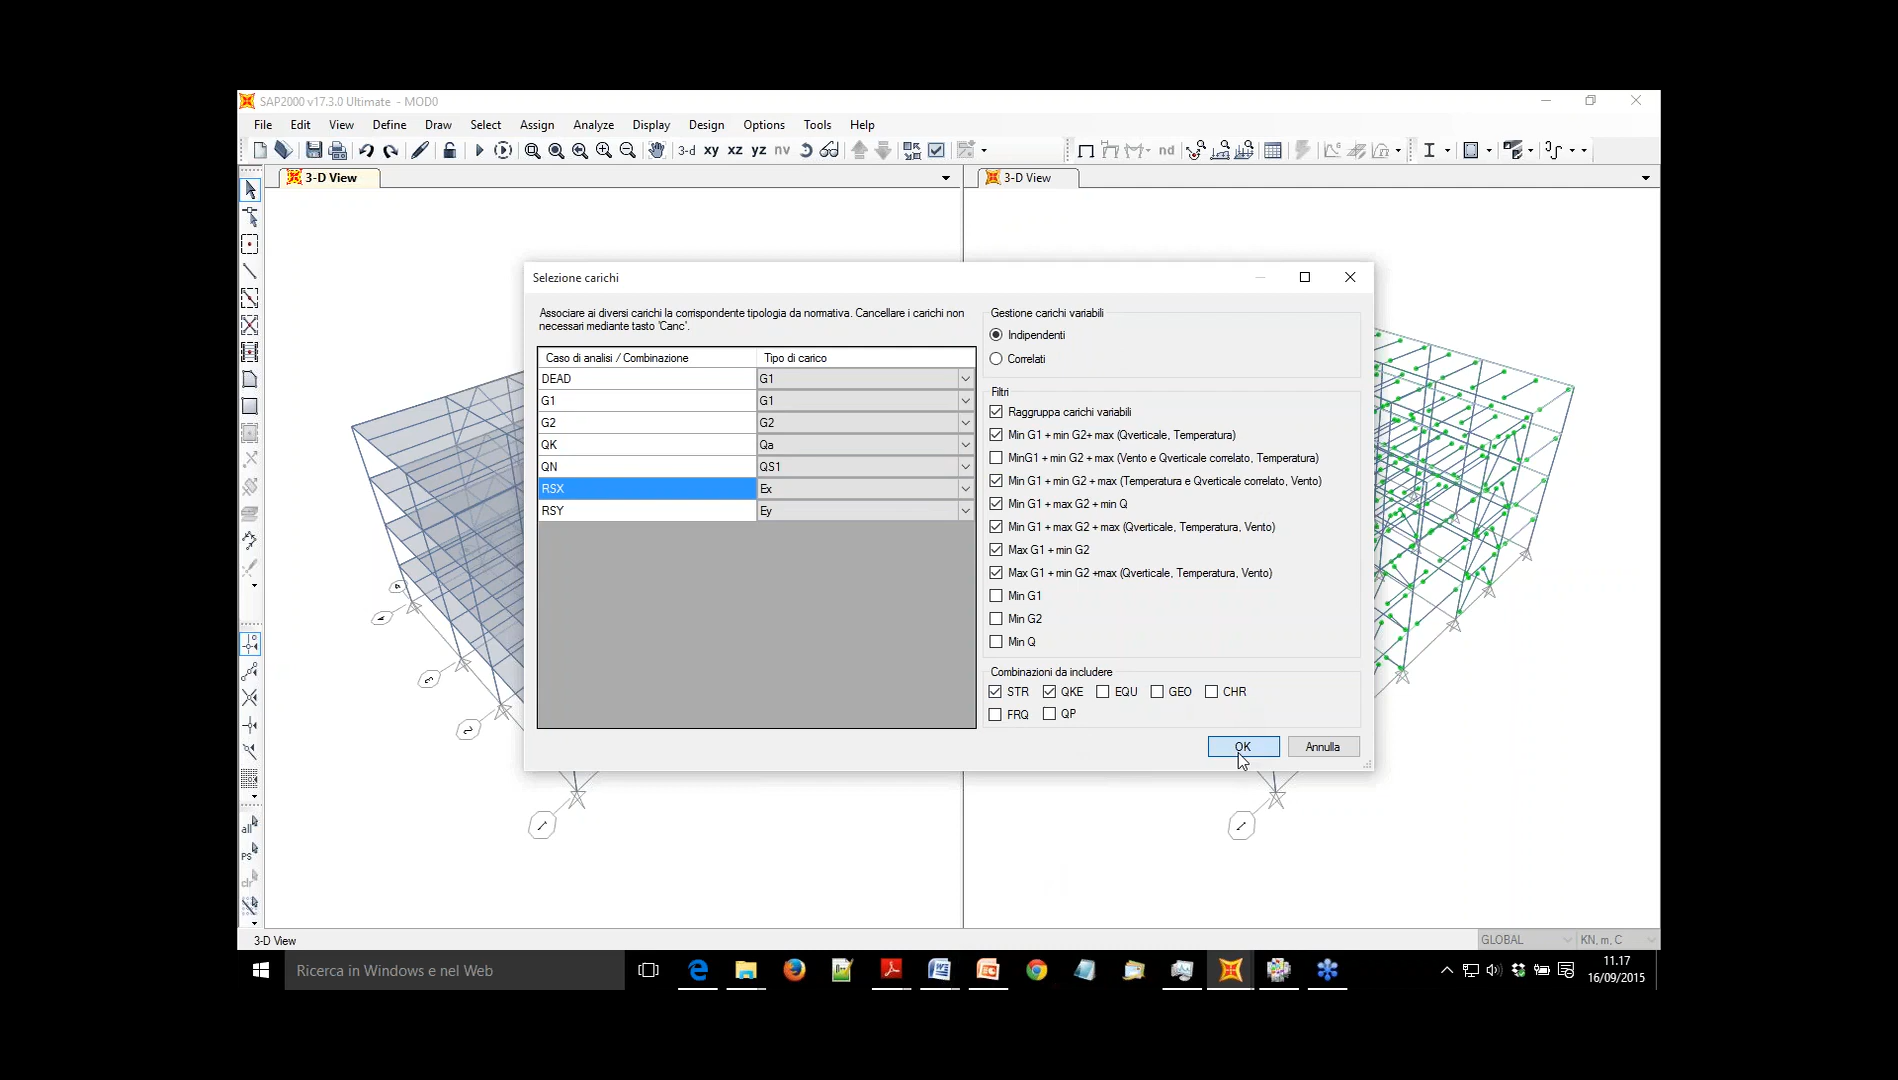 SAP2000 v17.3.0 Ultimate - MOD0
File Edit View Define Draw Select Assign Analyze Display Design Options Tools Help
3-d xy xz yz nv nd
3-D View
3-D View
Selezione carichi
Associare ai diversi carichi la corrispondente tipologia da normativa. Cancellare i carichi non
necessari mediante tasto 'Canc'.
Caso di analisi / Combinazione Tipo di carico
DEAD G1
G1 G1
G2 G2
QK Qa
QN QS1
RSX Ex
RSY Ey
Gestione carichi variabili
Indipendenti
Correlati
Filtri
Raggruppa carichi variabili
Min G1 + min G2+ max (Qverticale, Temperatura)
MinG1 + min G2 + max (Vento e Qverticale correlato, Temperatura)
Min G1 + min G2 + max (Temperatura e Qverticale correlato, Vento)
Min G1 + max G2 + min Q
Min G1 + max G2 + max (Qverticale, Temperatura, Vento)
Max G1 + min G2
Max G1 + min G2 +max (Qverticale, Temperatura, Vento)
Min G1
Min G2
Min Q
Combinazioni da includere
STR QKE EQU GEO CHR
FRQ QP
OK Annulla
all
PS
clr
3-D View
GLOBAL KN, m, C
Ricerca in Windows e nel Web
11.17
16/09/2015